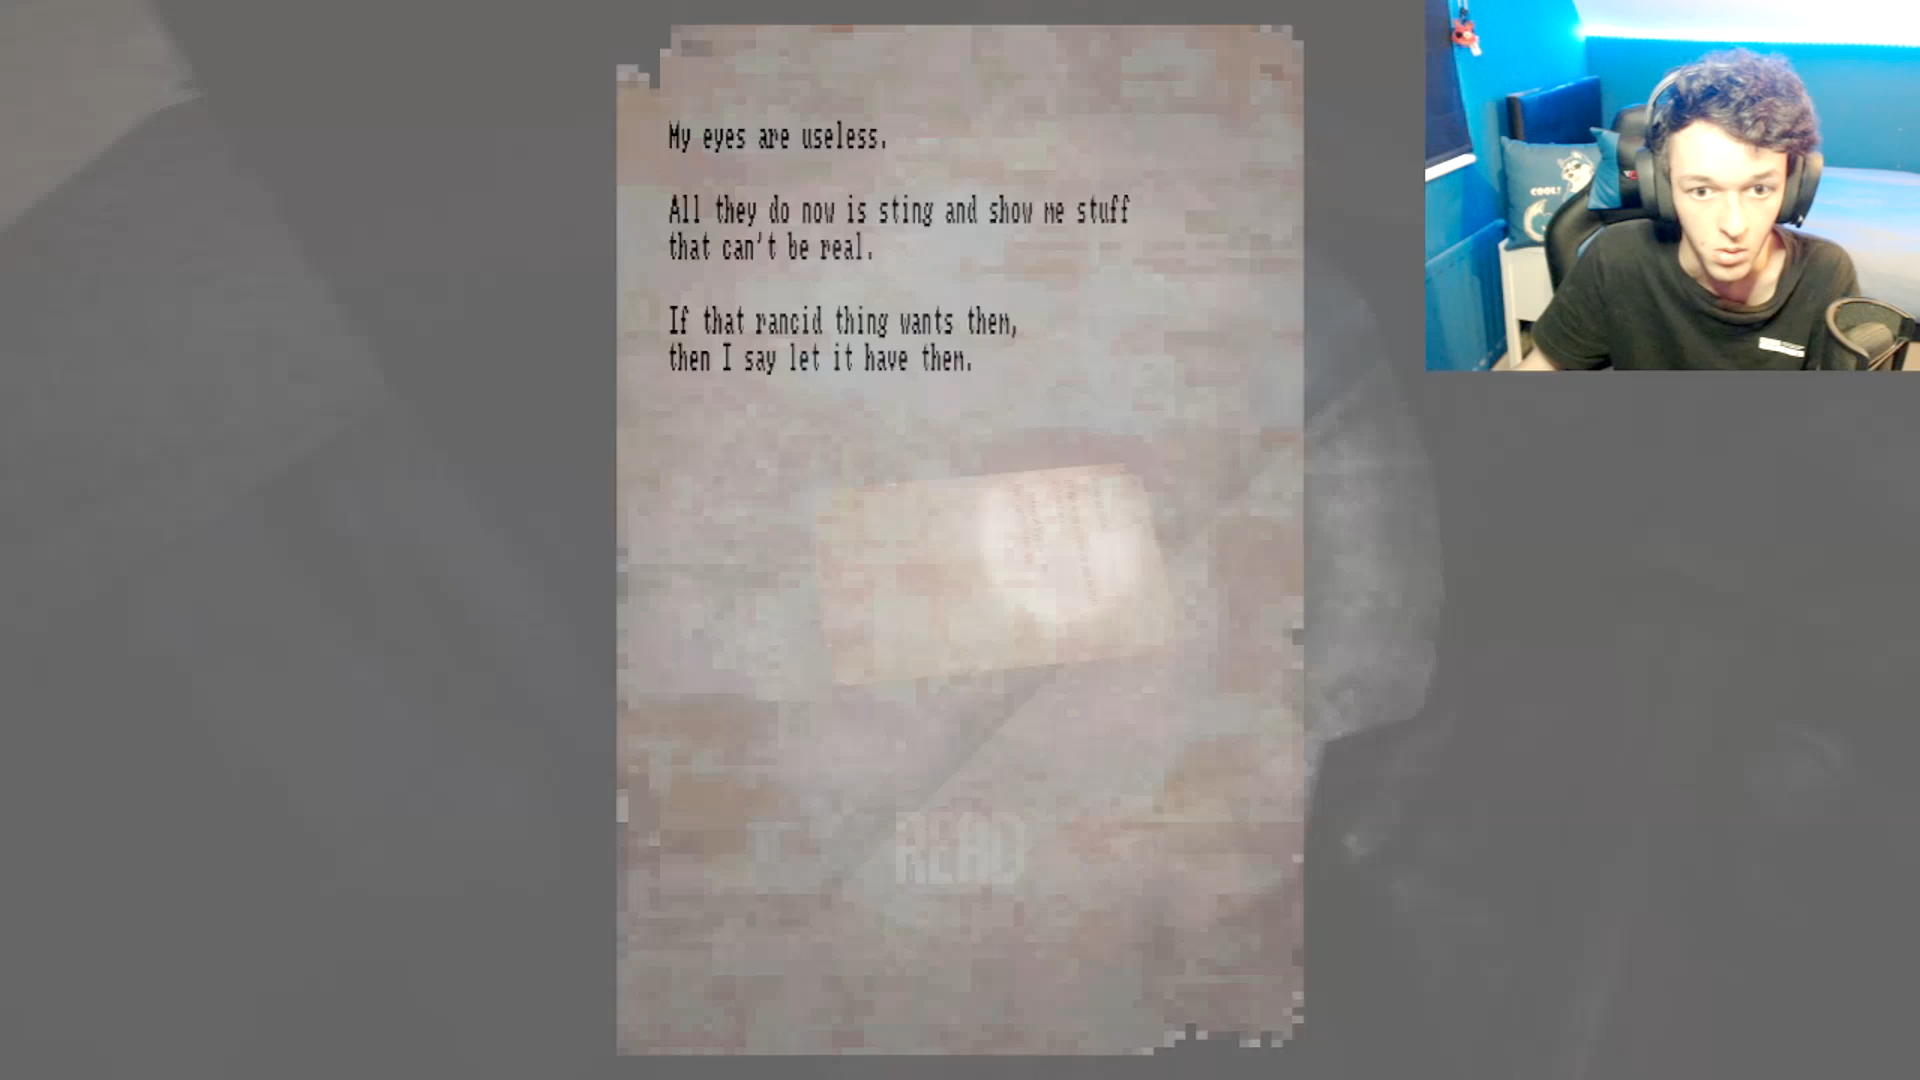 My eyes are useless.
All they do now is sting and show me stuff
that can't be real.
If that rancid thing wants them,
then I say let it have them.
READ
COOL!